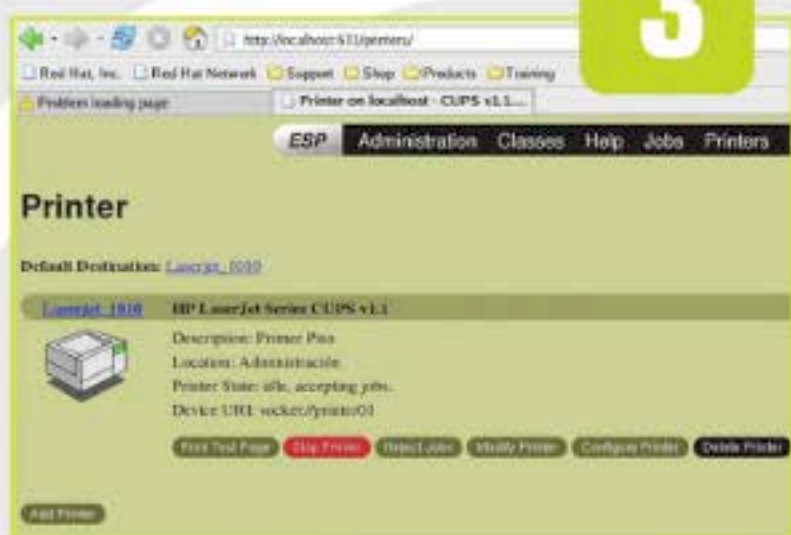 3
http://localhost:631/printers/
Red Hat, Inc. Red Hat Network Support Shop Products Training
Problem loading page Printer on localhost - CUPS v1.1....
ESP Administration Classes Help Jobs Printers
Printer
Default Destination: Laserjet_1010
Laserjet_1010 HP LaserJet Series CUPS v1.1
Description: Primer Piso
Location: Administración
Printer State: idle, accepting jobs.
Device URI: socket://printer01
Print Test Page Stop Printer Reject Jobs Modify Printer Configure Printer Delete Printer
Add Printer